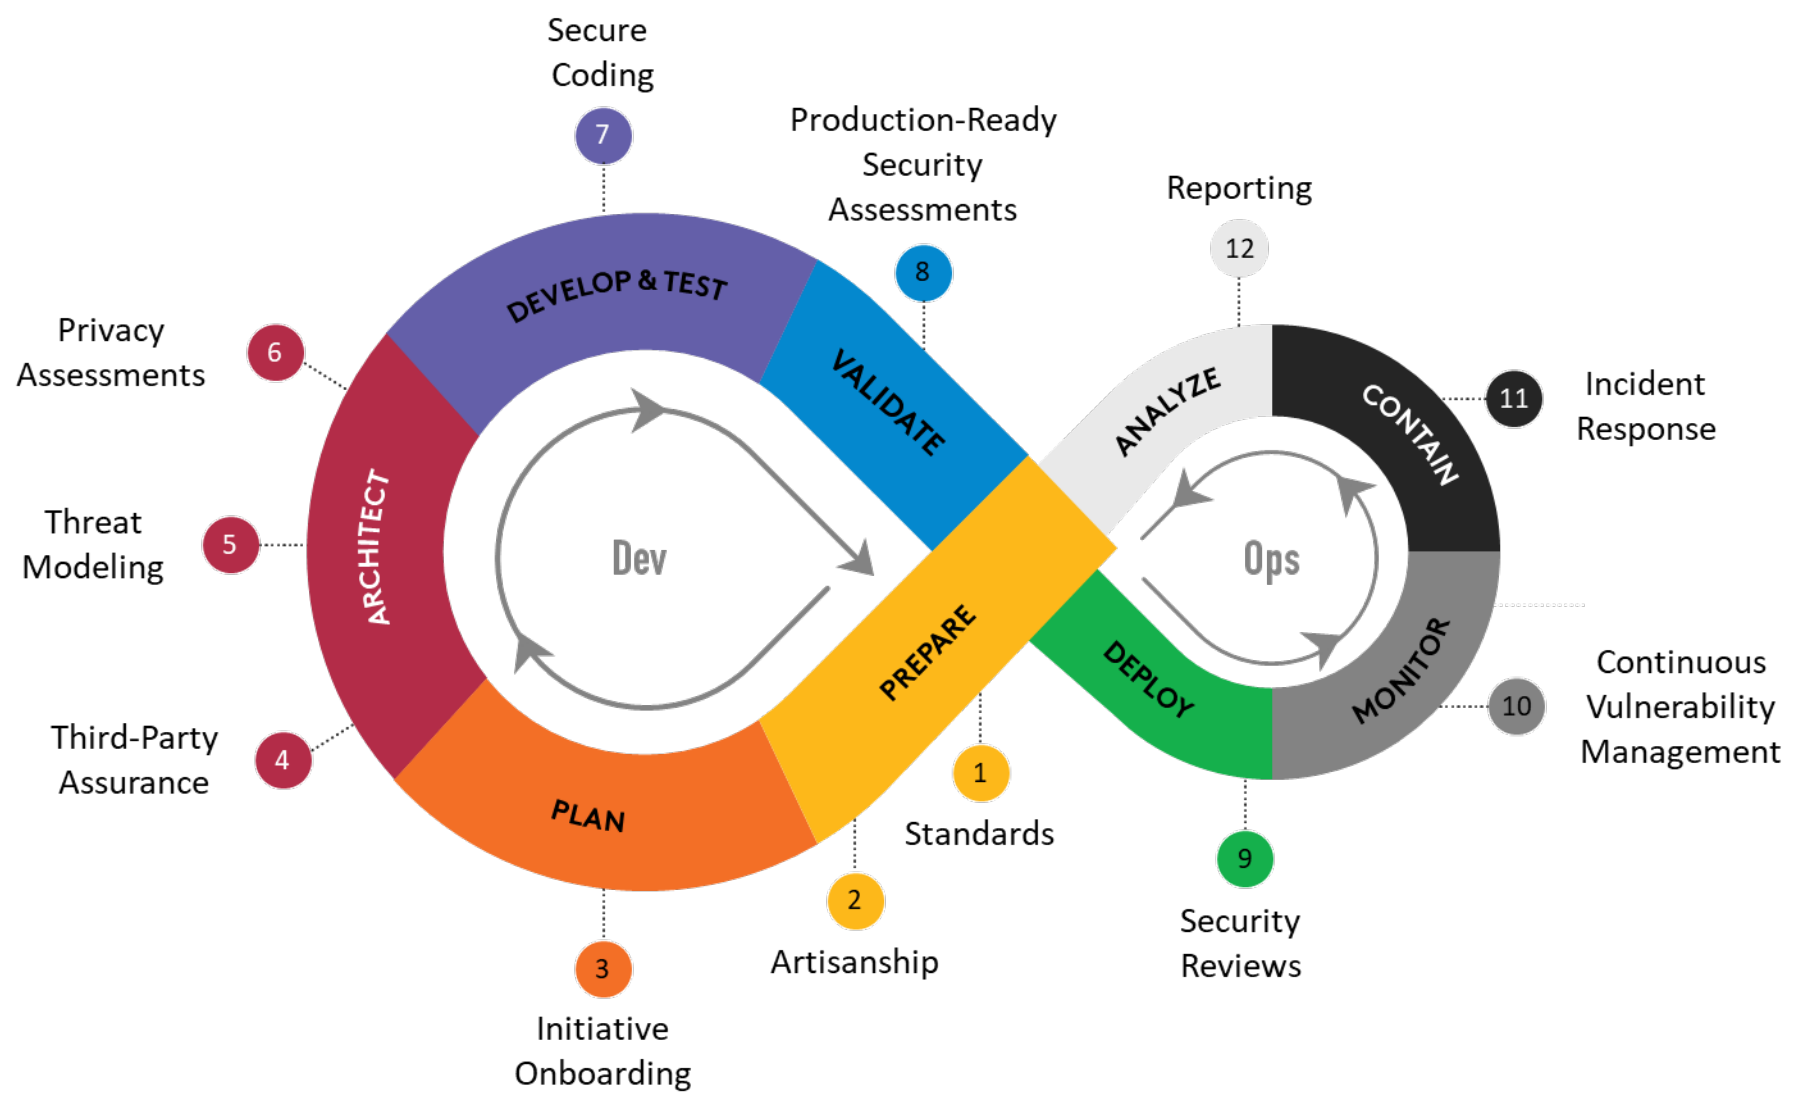 Secure
Coding
7
Production-Ready
Security
Assessments
8
Reporting
12
DEVELOP & TEST
VALIDATE
ANALYZE
CONTAIN
11
Incident
Response
Privacy
Assessments
6
Threat
Modeling
5
ARCHITECT
Dev
Ops
PREPARE
DEPLOY
MONITOR
10
Continuous
Vulnerability
Management
Third-Party
Assurance
4
PLAN
1
Standards
2
Artisanship
9
Security
Reviews
3
Initiative
Onboarding